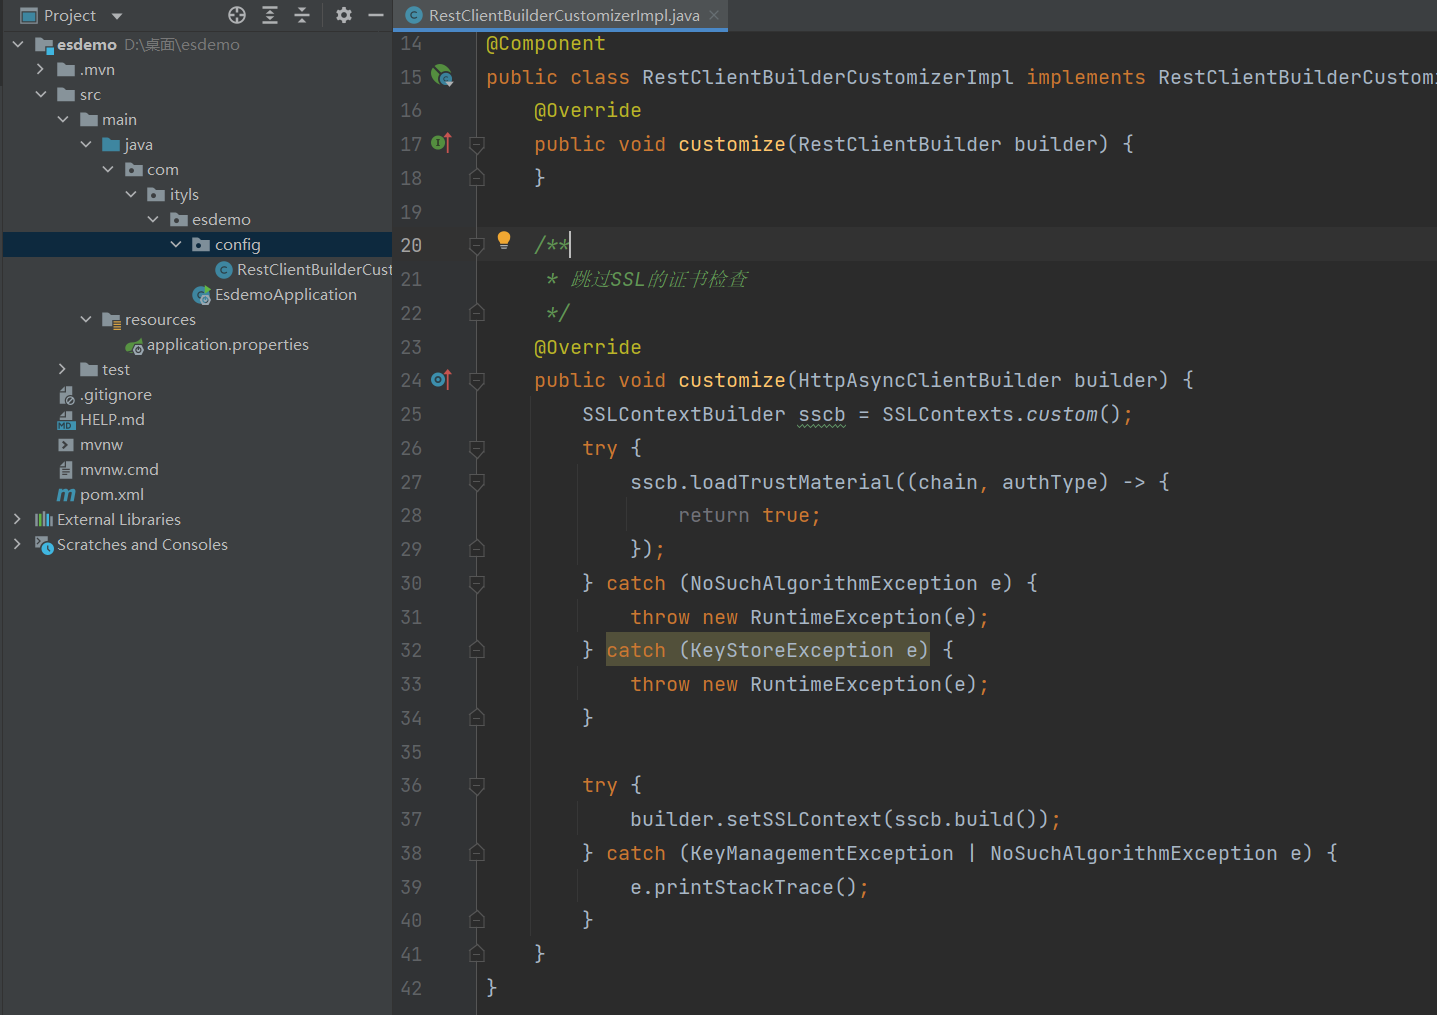 Project
esdemo D:\桌面\esdemo
.mvn
src
main
java
com
ityls
esdemo
config
RestClientBuilderCust
EsdemoApplication
resources
application.properties
test
.gitignore
HELP.md
mvnw
mvnw.cmd
pom.xml
External Libraries
Scratches and Consoles
RestClientBuilderCustomizerImpl.java
14 @Component
15 public class RestClientBuilderCustomizerImpl implements RestClientBuilderCustomi
16 @Override
17 public void customize(RestClientBuilder builder) {
18 }
19
20 /**
21 * 跳过SSL的证书检查
22 */
23 @Override
24 public void customize(HttpAsyncClientBuilder builder) {
25 SSLContextBuilder sscb = SSLContexts.custom();
26 try {
27 sscb.loadTrustMaterial((chain, authType) -> {
28 return true;
29 });
30 } catch (NoSuchAlgorithmException e) {
31 throw new RuntimeException(e);
32 } catch (KeyStoreException e) {
33 throw new RuntimeException(e);
34 }
35
36 try {
37 builder.setSSLContext(sscb.build());
38 } catch (KeyManagementException | NoSuchAlgorithmException e) {
39 e.printStackTrace();
40 }
41 }
42 }